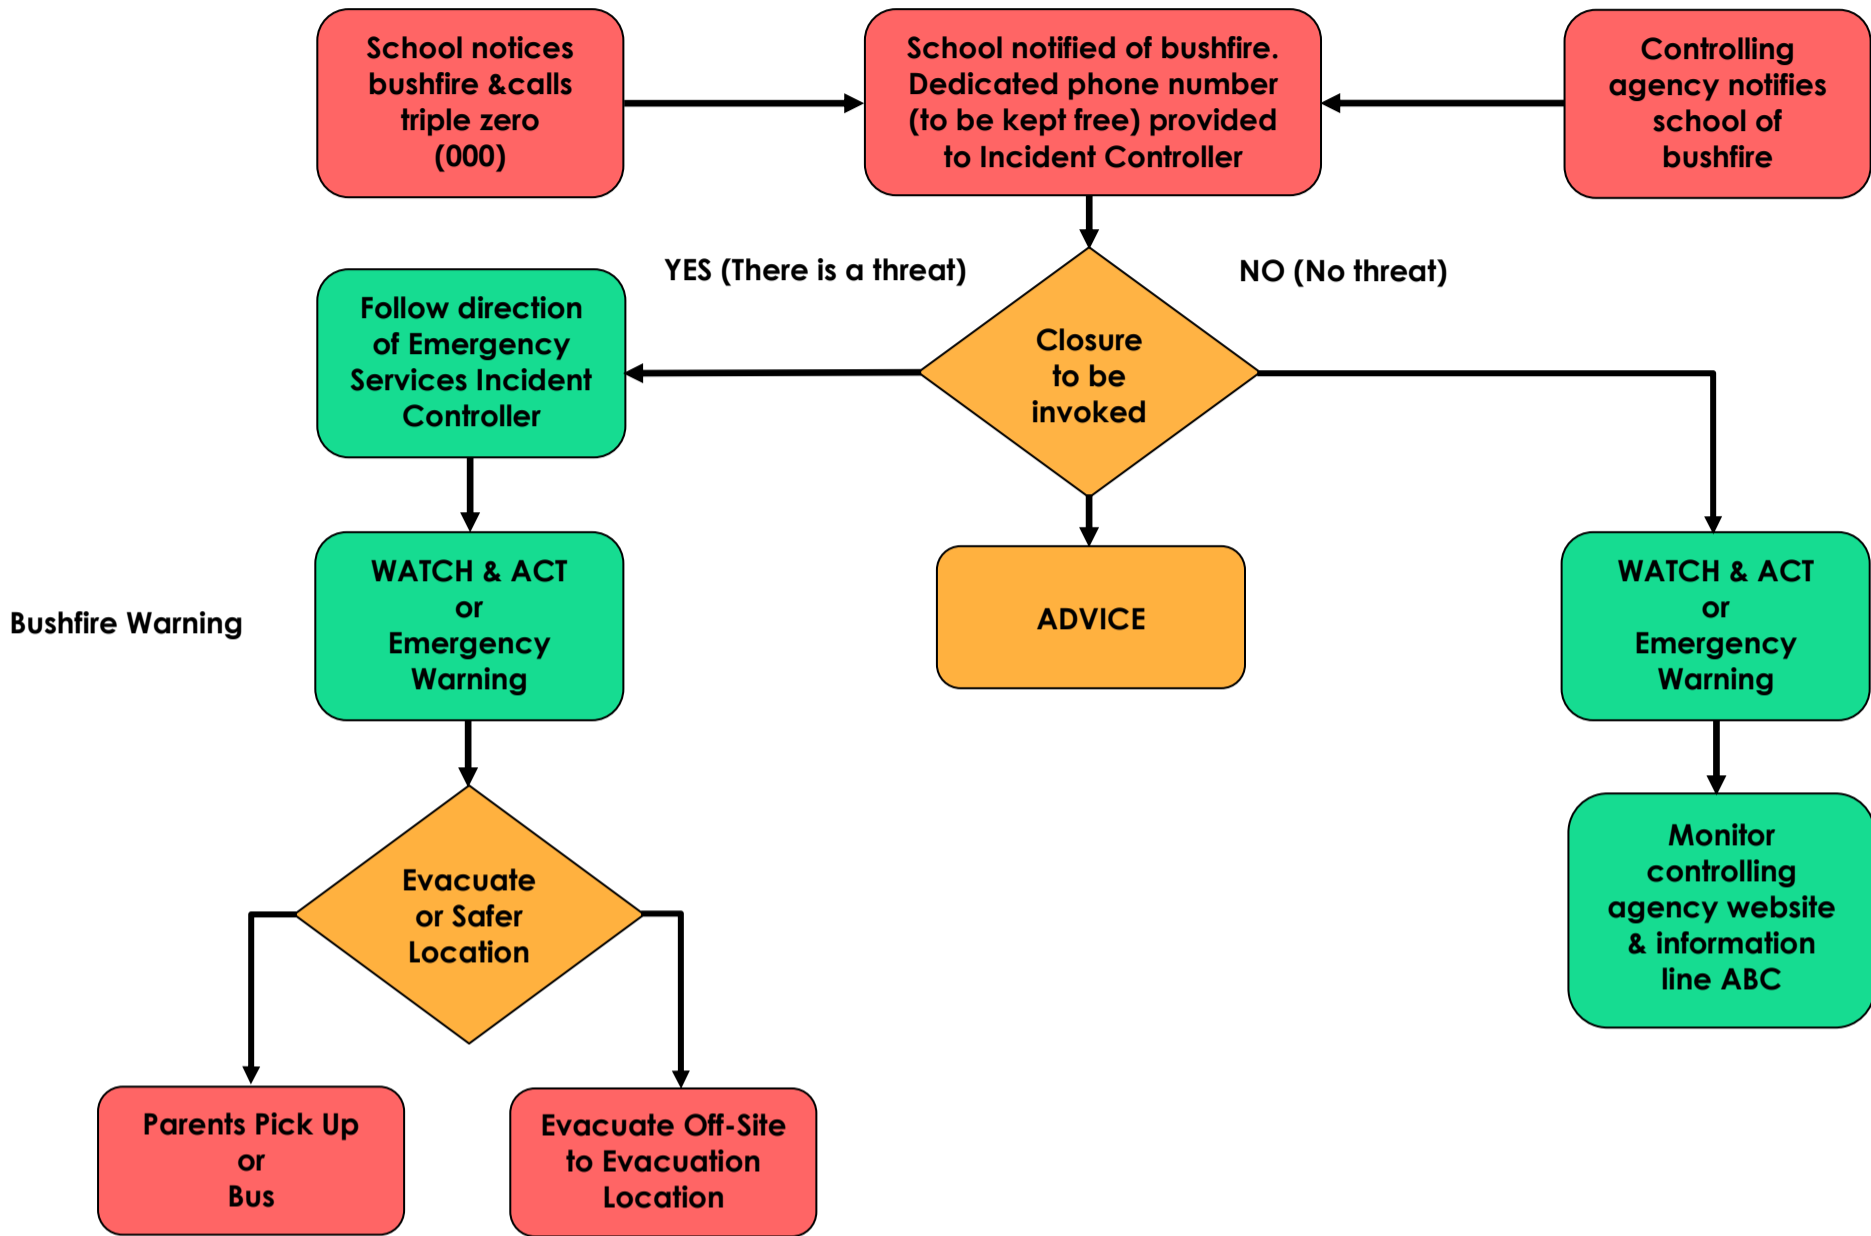 School notices
bushfire &calls
triple zero
(000)
School notified of bushfire.
Dedicated phone number
(to be kept free) provided
to Incident Controller
Controlling
agency notifies
school of
bushfire
YES (There is a threat)
NO (No threat)
Follow direction
of Emergency
Services Incident
Controller
Closure
to be
invoked
Bushfire Warning
WATCH & ACT
or
Emergency
Warning
ADVICE
WATCH & ACT
or
Emergency
Warning
Evacuate
or Safer
Location
Monitor
controlling
agency website
& information
line ABC
Parents Pick Up
or
Bus
Evacuate Off-Site
to Evacuation
Location